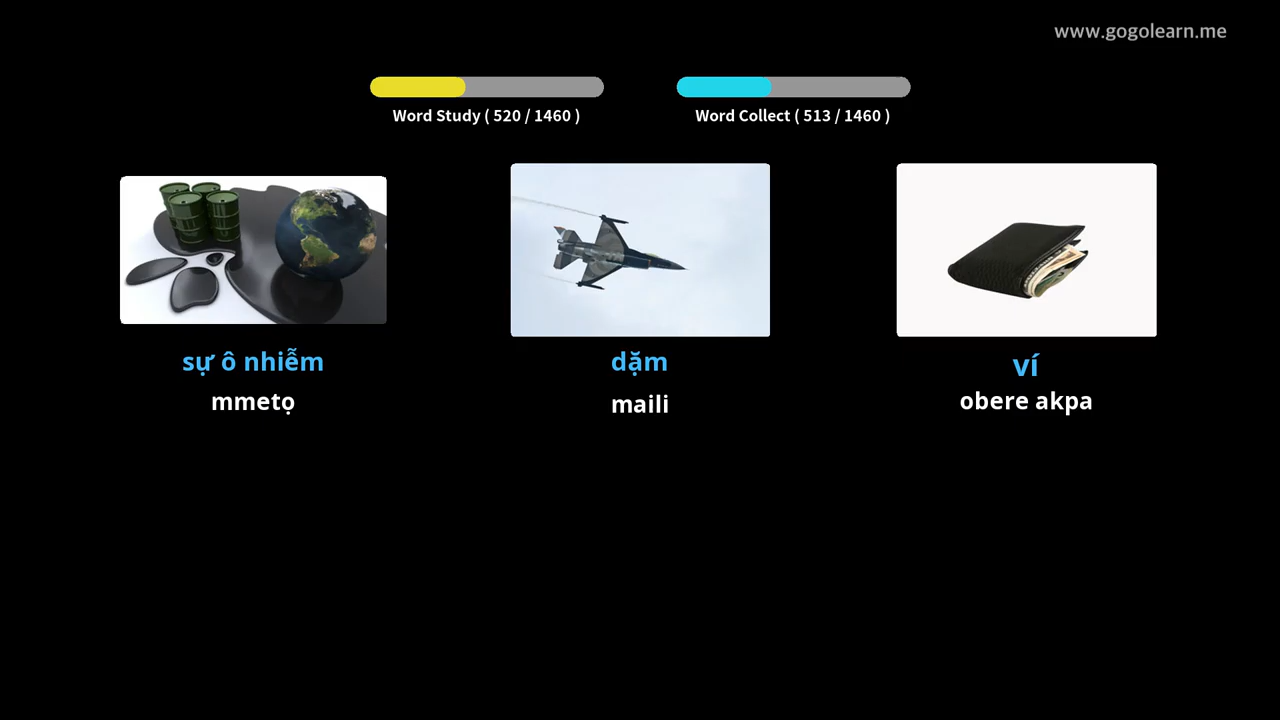 www.gogolearn.me
Word Study ( 520 / 1460 )
Word Collect ( 513 / 1460 )
sự ô nhiễm
mmetọ
dặm
maili
ví
obere akpa